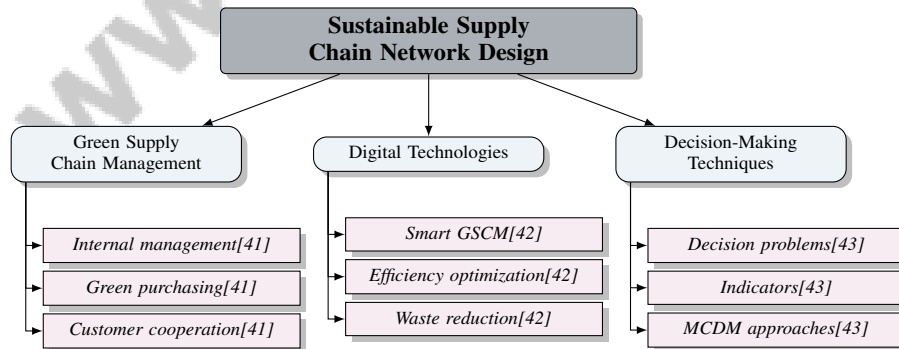 Sustainable Supply
Chain Network Design
Green Supply
Chain Management
Internal management[41]
Green purchasing[41]
Customer cooperation[41]
Digital Technologies
Smart GSCM[42]
Efficiency optimization[42]
Waste reduction[42]
Decision-Making
Techniques
Decision problems[43]
Indicators[43]
MCDM approaches[43]